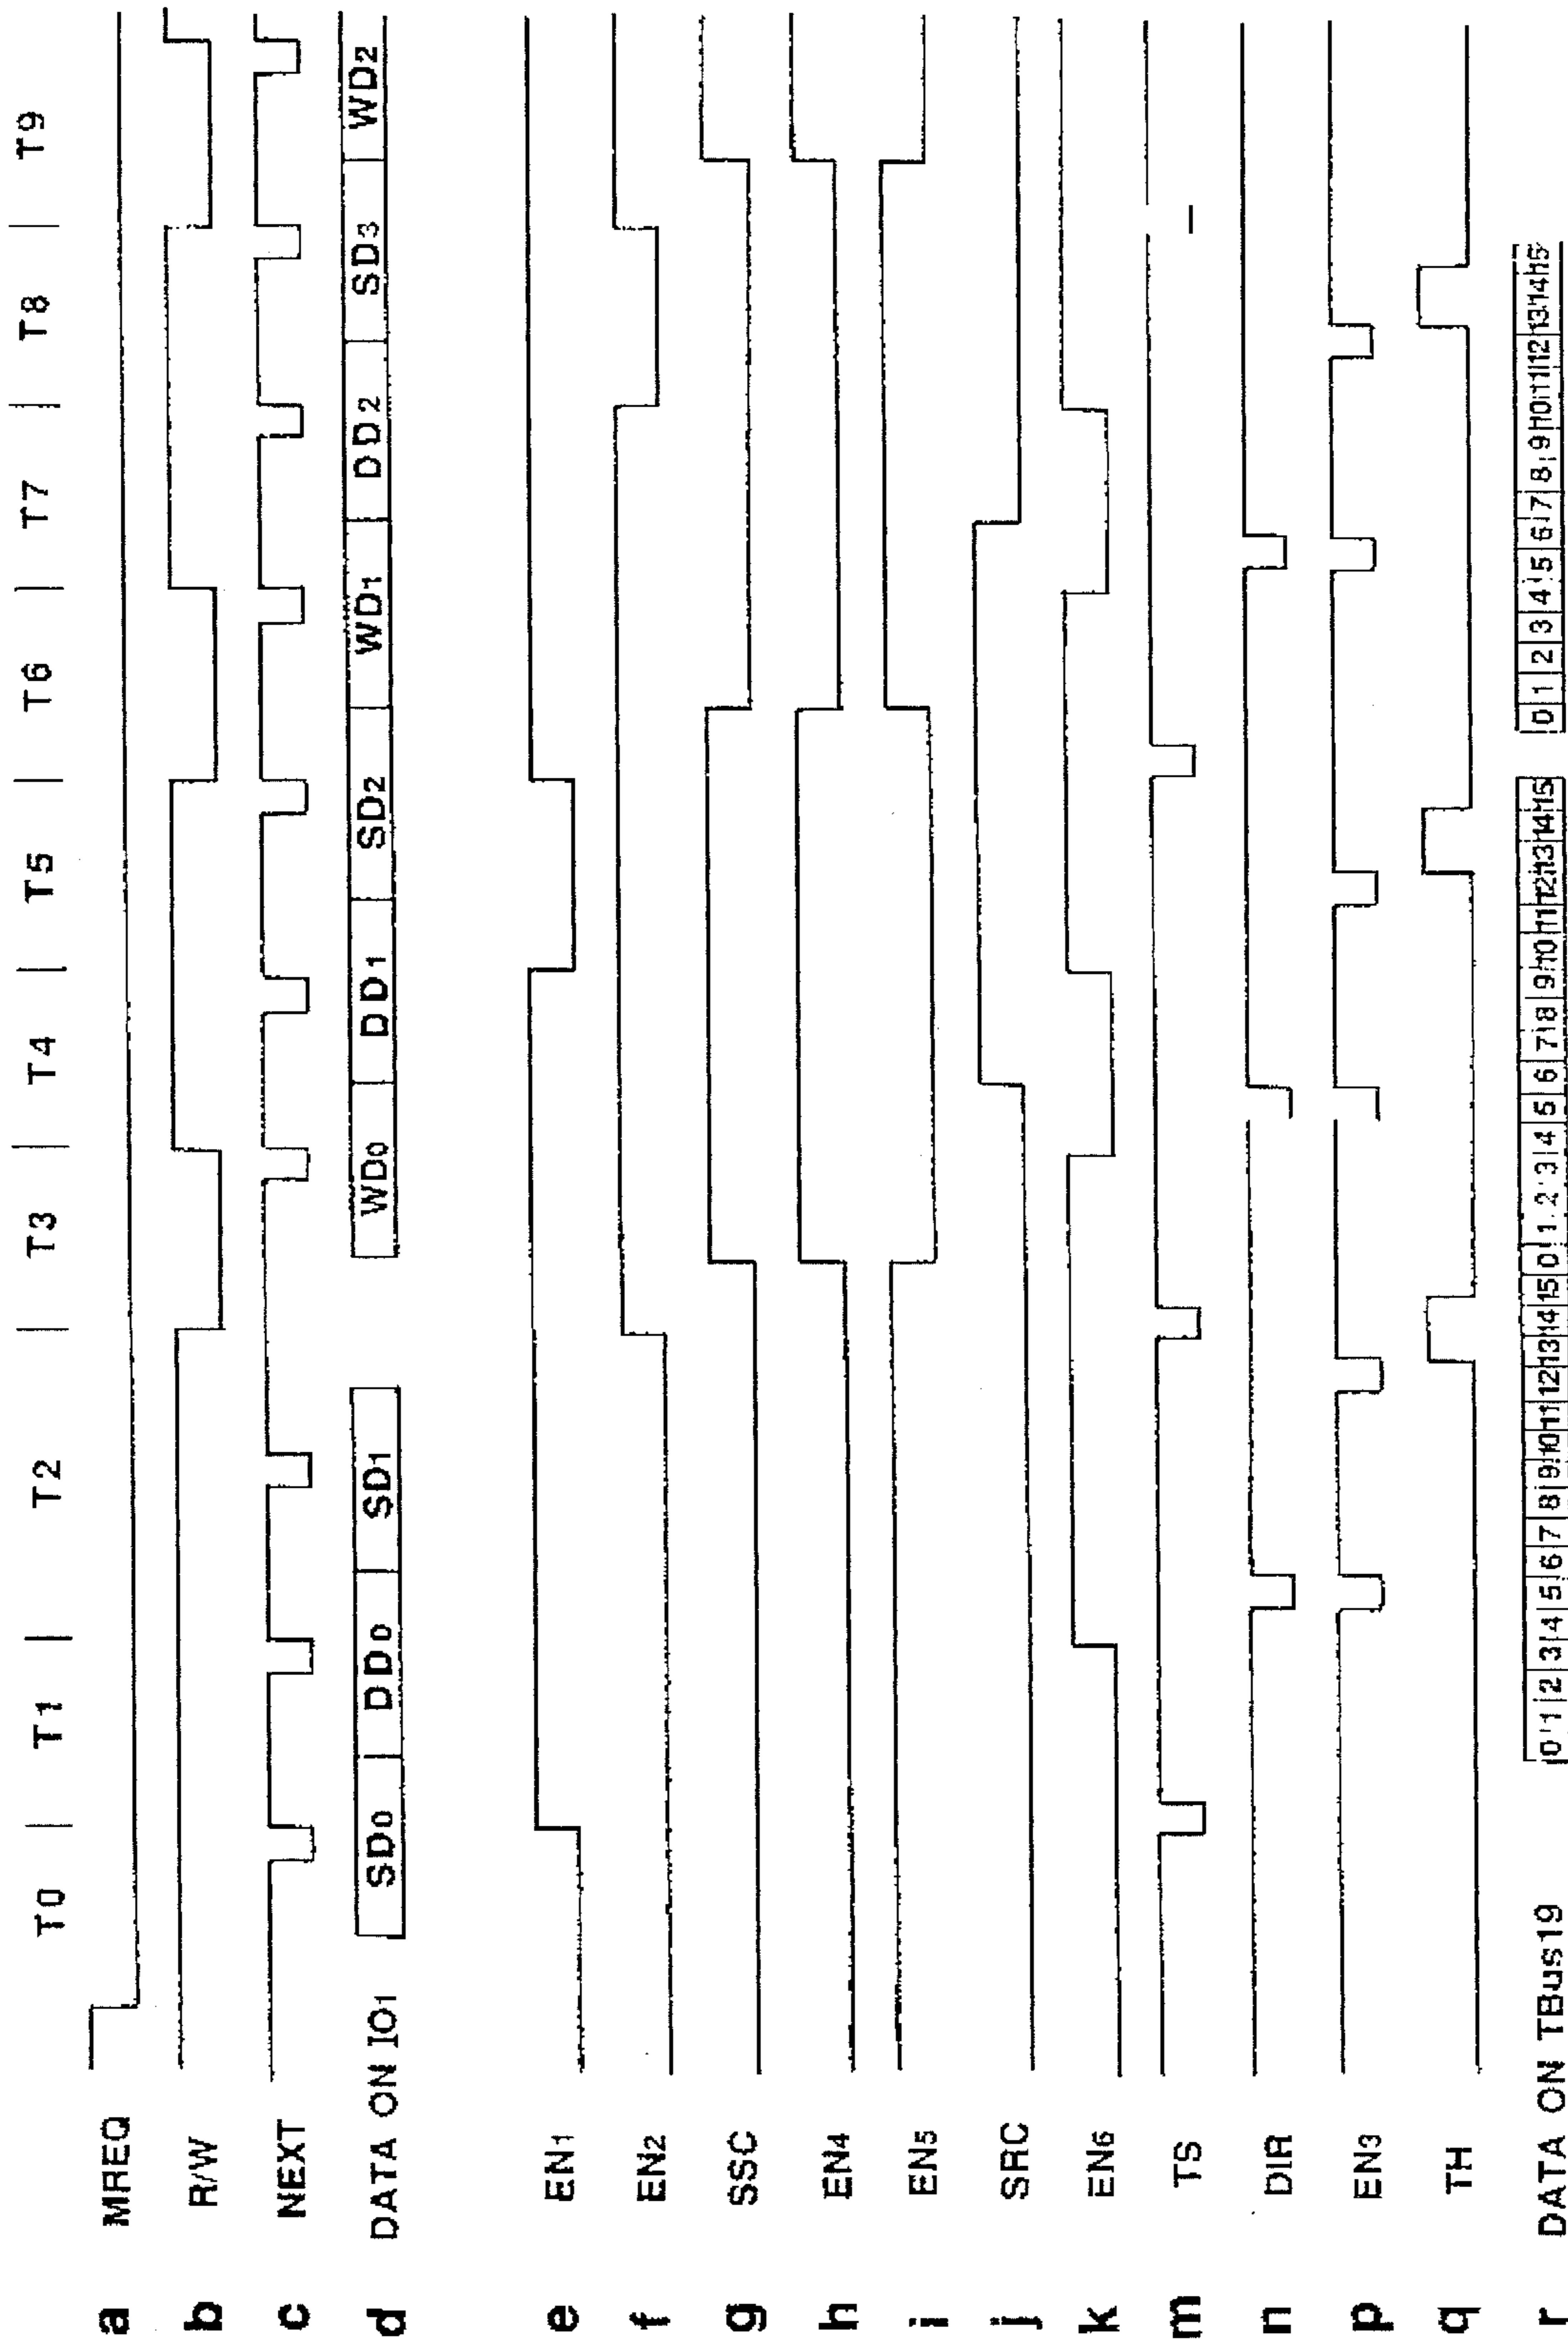 T0 T1 T2 T3 T4 T5 T6 T7 T8 T9
a MREQ
b R/W
c NEXT
d DATA ON IO1 SD0 DD0 SD1 WD0 DD1 SD2 WD1 DD2 SD3 WD2
e EN1
f EN2
g SSC
h EN4
i EN5
j SRC
k EN6
m TS
n DIR
p EN3
q TH
r DATA ON TBus19 0 1 2 3 4 5 6 7 8 9 10 11 12 13 14 15 0 1 2 3 4 5 6 7 8 9 10 11 12 13 14 15 0 1 2 3 4 5 6 7 8 9 10 11 12 13 14 15